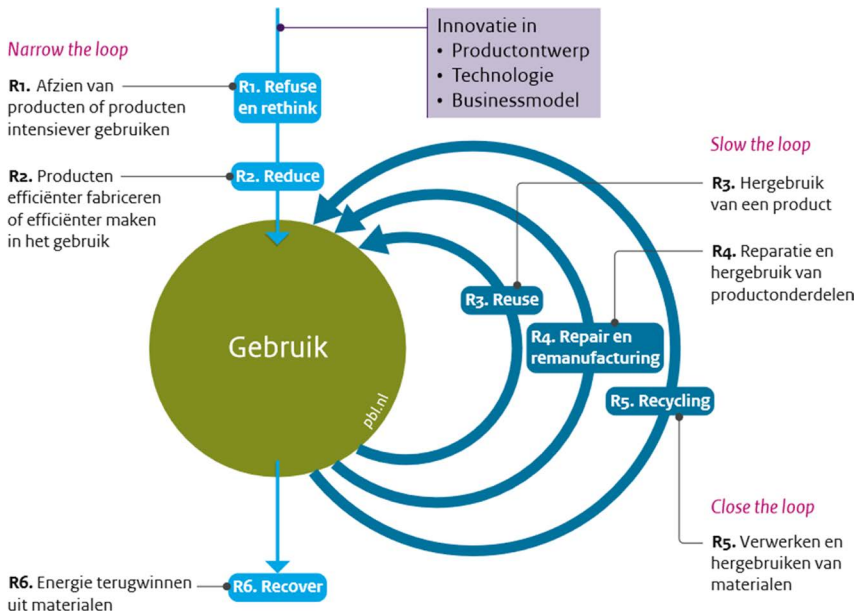 Innovatie in
• Productontwerp
• Technologie
• Businessmodel
Narrow the loop
R1. Afzien van
producten of producten
intensiever gebruiken
R1. Refuse
en rethink
R2. Producten
efficiënter fabriceren
of efficiënter maken
in het gebruik
R2. Reduce
Slow the loop
R3. Hergebruik
van een product
R4. Reparatie en
hergebruik van
productonderdelen
R3. Reuse
R4. Repair en
remanufacturing
R5. Recycling
Gebruik
pbl.nl
Close the loop
R5. Verwerken en
hergebruiken van
materialen
R6. Energie terugwinnen
uit materialen
R6. Recover